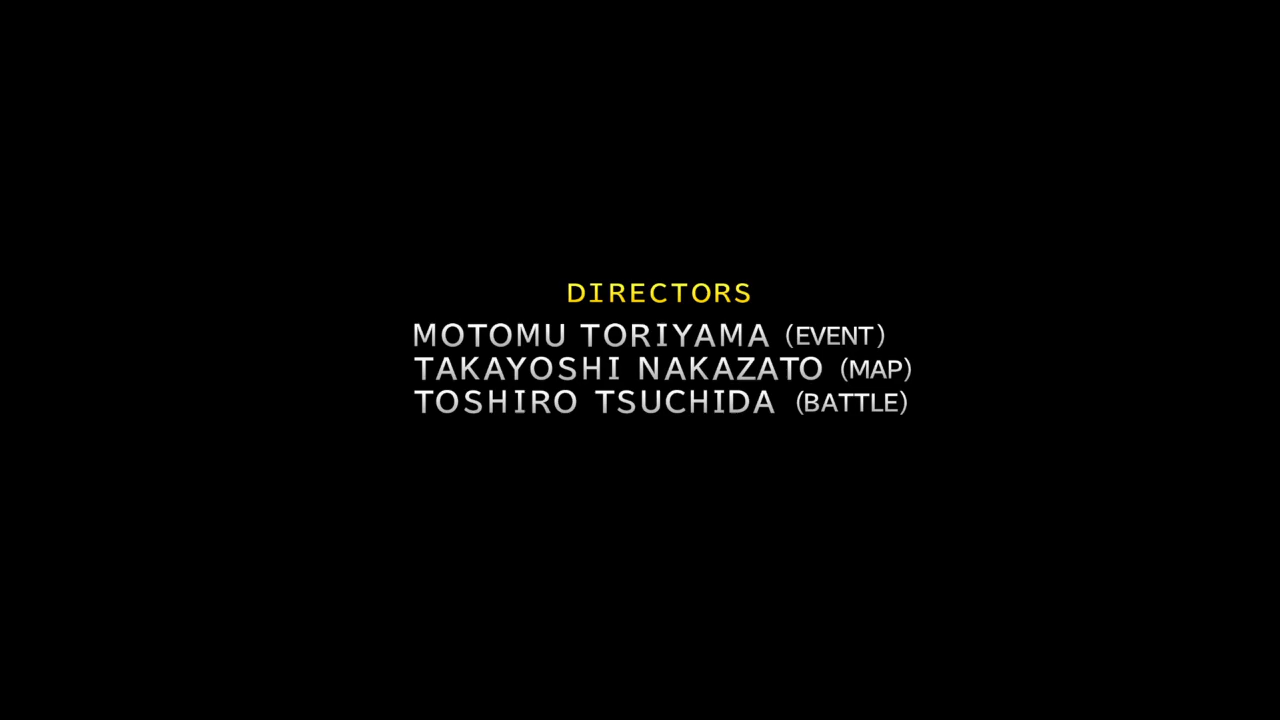 DIRECTORS
MOTOMU TORIYAMA (EVENT)
TAKAYOSHI NAKAZATO (MAP)
TOSHIRO TSUCHIDA (BATTLE)